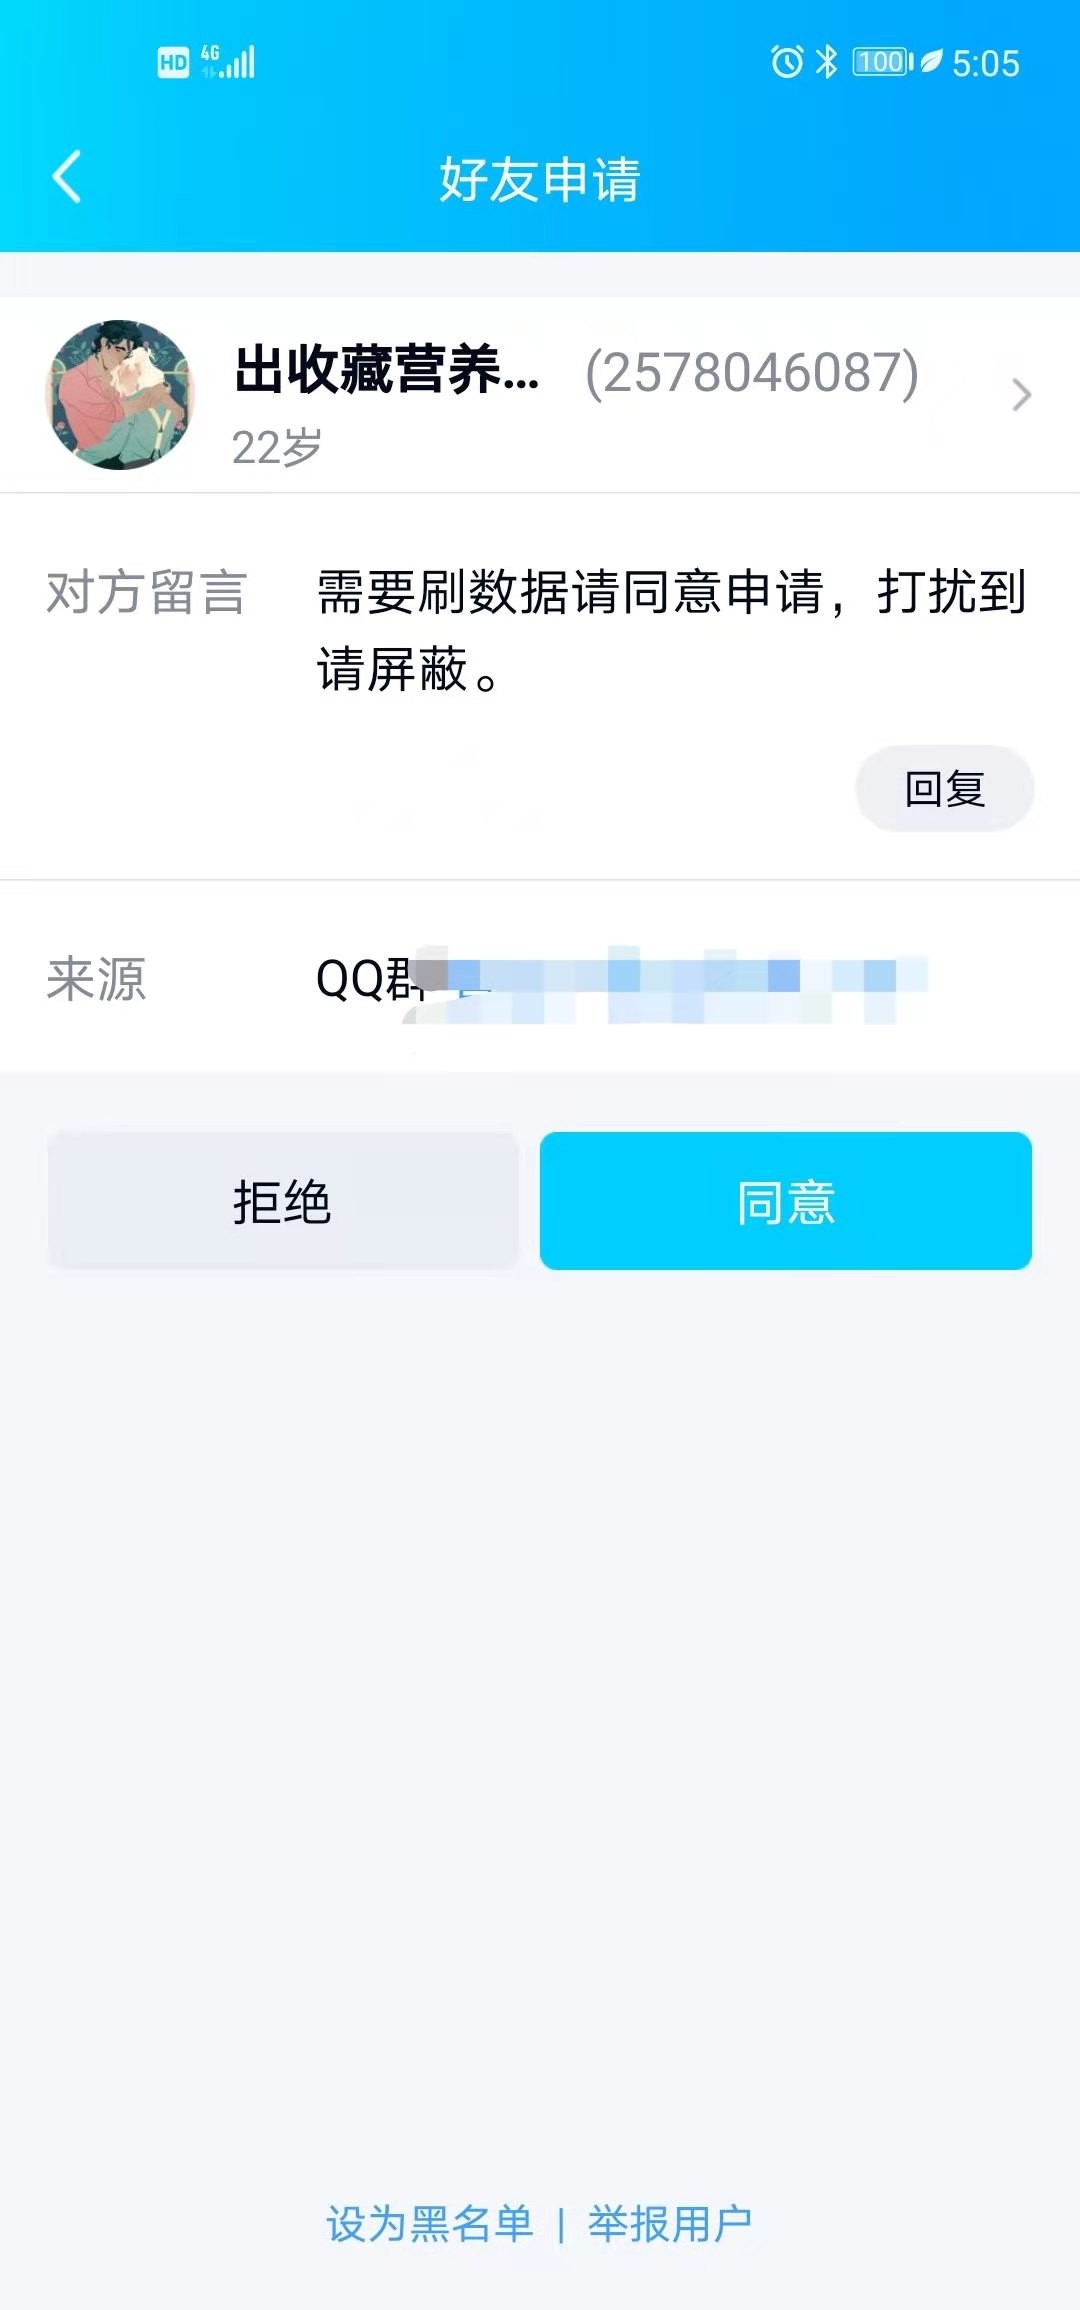 HD 4G 100 5:05
好友申请
出收藏营养... (2578046087)
22岁
对方留言 需要刷数据请同意申请，打扰到
请屏蔽。
回复
来源 QQ群
拒绝 同意
设为黑名单 | 举报用户